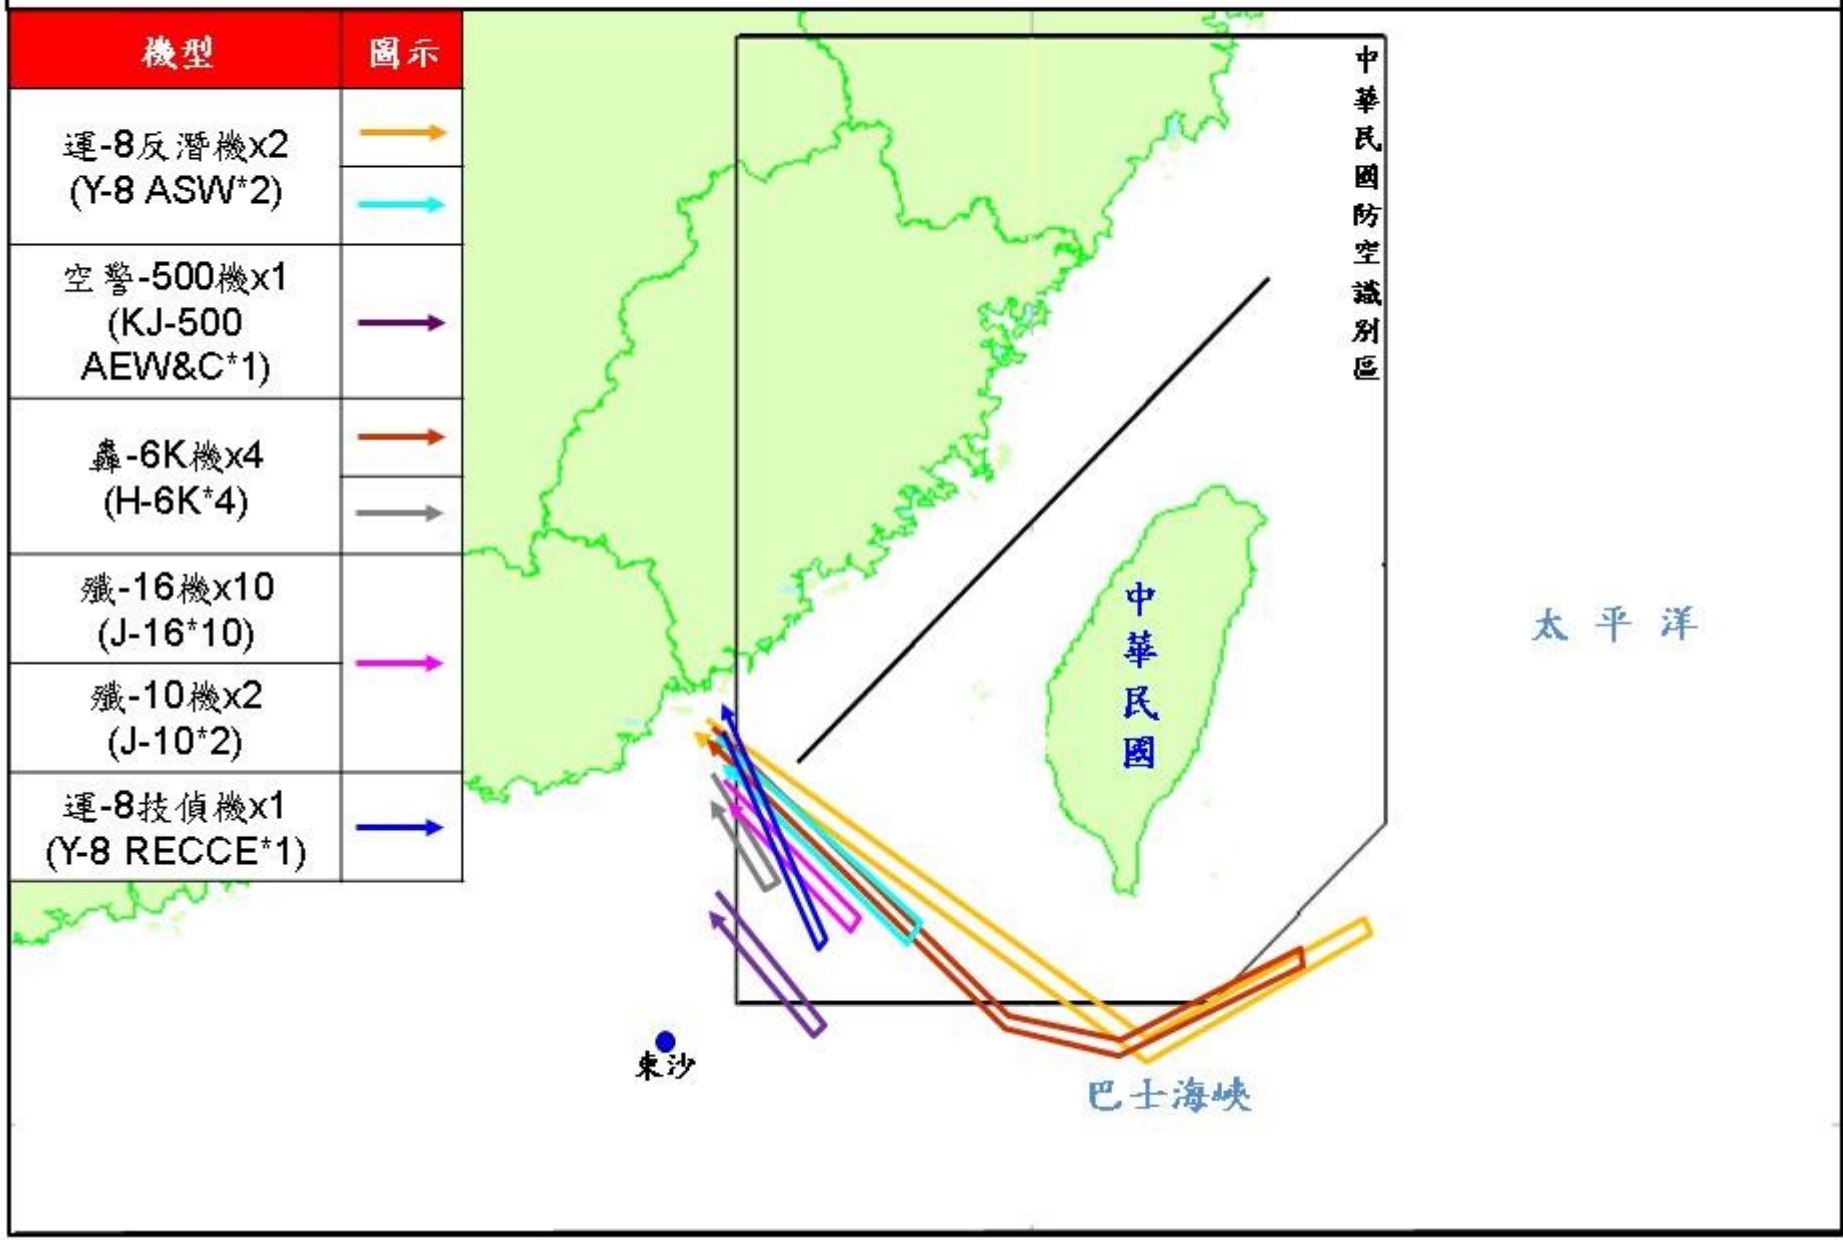 機型 圖示
運-8反潛機x2
(Y-8 ASW*2)
空警-500機x1
(KJ-500
AEW&C*1)
轟-6K機x4
(H-6K*4)
殲-16機x10
(J-16*10)
殲-10機x2
(J-10*2)
運-8技偵機x1
(Y-8 RECCE*1)
中華民國防空識別區
中華民國
太平洋
東沙
巴士海峽